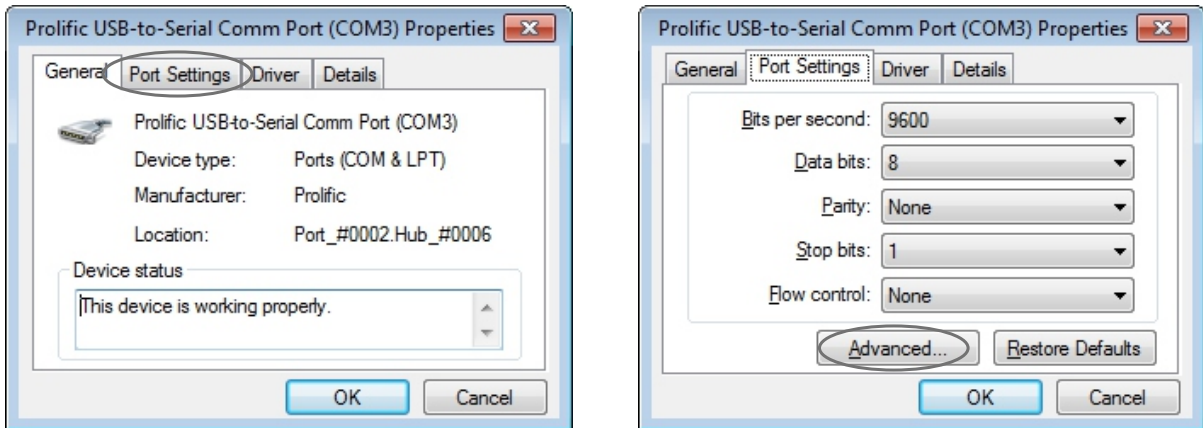 Prolific USB-to-Serial Comm Port (COM3) Properties
General Port Settings Driver Details
Prolific USB-to-Serial Comm Port (COM3)
Device type: Ports (COM & LPT)
Manufacturer: Prolific
Location: Port_#0002.Hub_#0006
Device status
This device is working properly.
OK Cancel
Prolific USB-to-Serial Comm Port (COM3) Properties
General Port Settings Driver Details
Bits per second: 9600
Data bits: 8
Parity: None
Stop bits: 1
Flow control: None
Advanced... Restore Defaults
OK Cancel